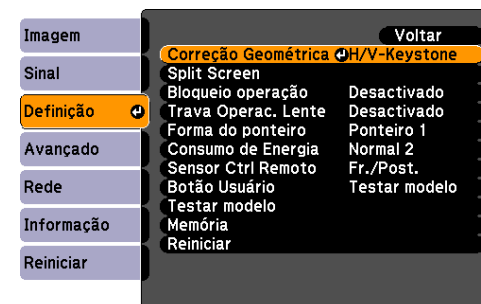 Imagem
Sinal
Definição
Avançado
Rede
Informação
Reiniciar
Voltar
Correção Geométrica H/V-Keystone
Split Screen
Bloqueio operação Desactivado
Trava Operac. Lente Desactivado
Forma do ponteiro Ponteiro 1
Consumo de Energia Normal 2
Sensor Ctrl Remoto Fr./Post.
Botão Usuário Testar modelo
Testar modelo
Memória
Reiniciar